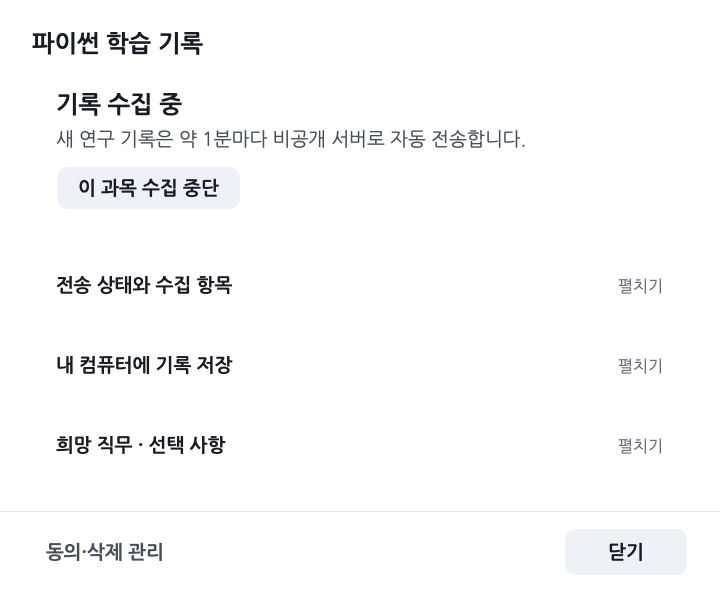 파이썬 학습 기록
기록 수집 중
새 연구 기록은 약 1분마다 비공개 서버로 자동 전송합니다.
이 과목 수집 중단
전송 상태와 수집 항목 펼치기
내 컴퓨터에 기록 저장 펼치기
희망 직무 · 선택 사항 펼치기
동의·삭제 관리 닫기